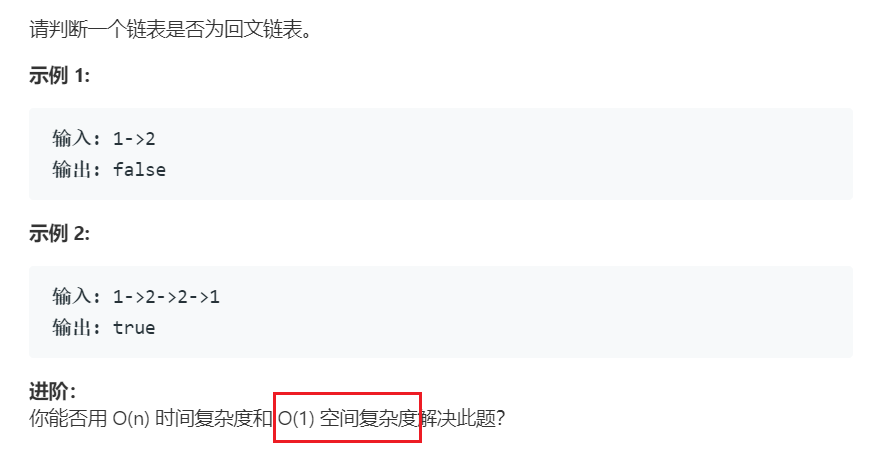 请判断一个链表是否为回文链表。
示例 1:
输入: 1->2
输出: false
示例 2:
输入: 1->2->2->1
输出: true
进阶：
你能否用 O(n) 时间复杂度和 O(1) 空间复杂度解决此题？